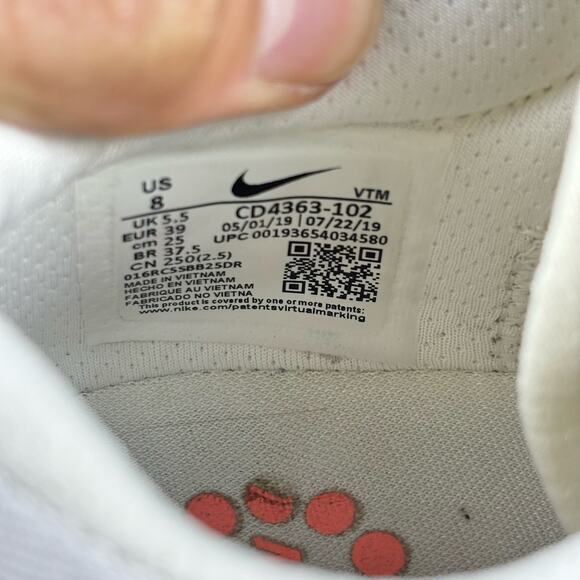 US
8
VTM
UK 5.5
CD4363-102
EUR 39
05/01/19 | 07/22/19
cm 25
UPC 00193654034580
BR 37.5
CN 250(2.5)
016RCSSBB25DR
MADE IN VIETNAM
HECHO EN VIETNAM
FABRIQUE AU VIETNAM
FABRICADO NO VIETNA
This product is covered by one or more patents:
www.nike.com/patentsvirtualmarking